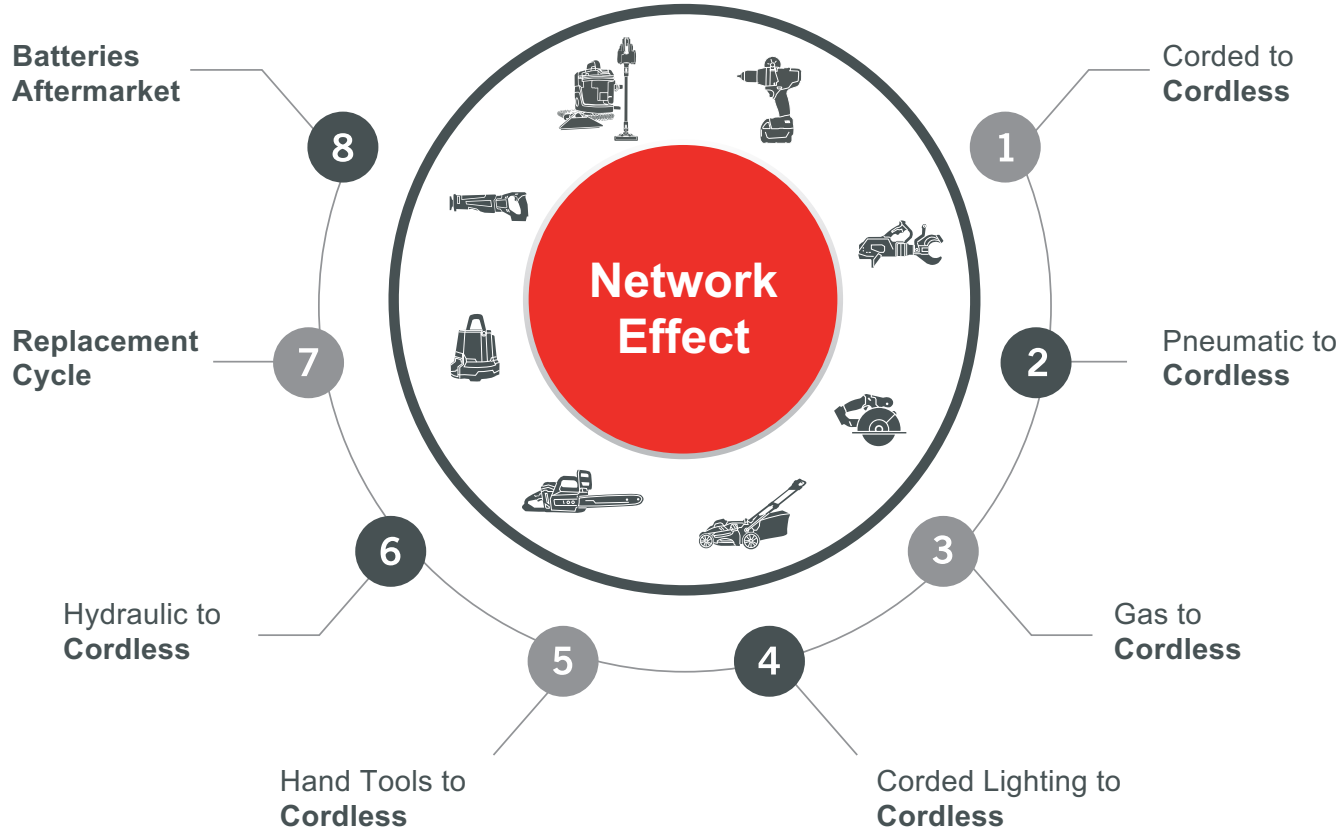 Network
Effect
1
Corded to
Cordless
2
Pneumatic to
Cordless
3
Gas to
Cordless
4
Corded Lighting to
Cordless
5
Hand Tools to
Cordless
6
Hydraulic to
Cordless
7
Replacement
Cycle
8
Batteries
Aftermarket